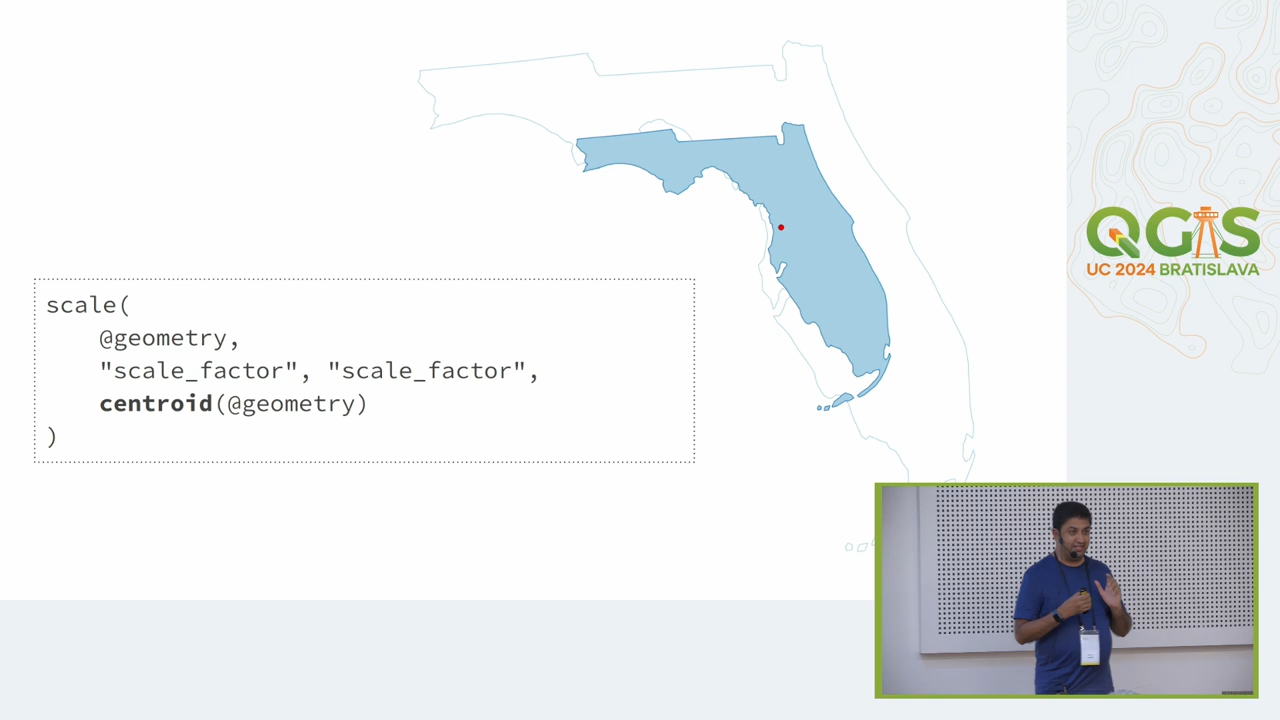 scale(
@geometry,
"scale_factor", "scale_factor",
centroid(@geometry)
)
QGIS
UC 2024 BRATISLAVA